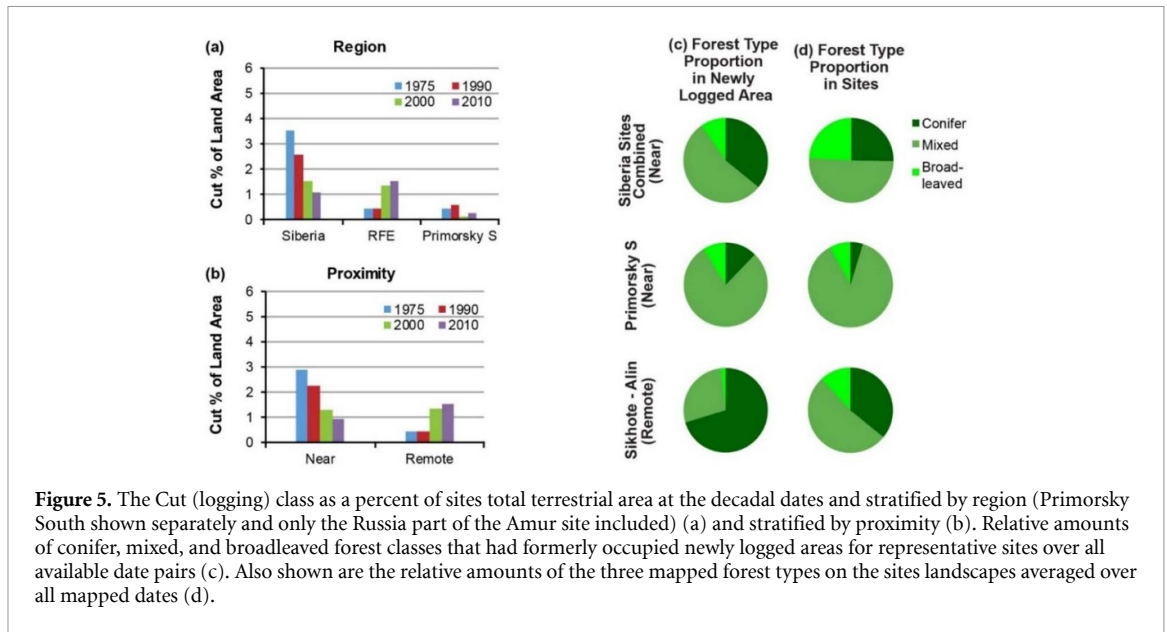 (a) Region
Cut % of Land Area
6
5
4
3
2
1
0
1975 1990
2000 2010
Siberia RFE Primorsky S
(b) Proximity
Cut % of Land Area
6
5
4
3
2
1
0
1975 1990
2000 2010
Near Remote
(c) Forest Type
Proportion
in Newly
Logged Area
(d) Forest Type
Proportion
in Sites
Siberia Sites
Combined
(Near)
Conifer
Mixed
Broad-
leaved
Primorsky S
(Near)
Sikhote - Alin
(Remote)
Figure 5. The Cut (logging) class as a percent of sites total terrestrial area at the decadal dates and stratified by region (Primorsky
South shown separately and only the Russia part of the Amur site included) (a) and stratified by proximity (b). Relative amounts
of conifer, mixed, and broadleaved forest classes that had formerly occupied newly logged areas for representative sites over all
available date pairs (c). Also shown are the relative amounts of the three mapped forest types on the sites landscapes averaged over
all mapped dates (d).